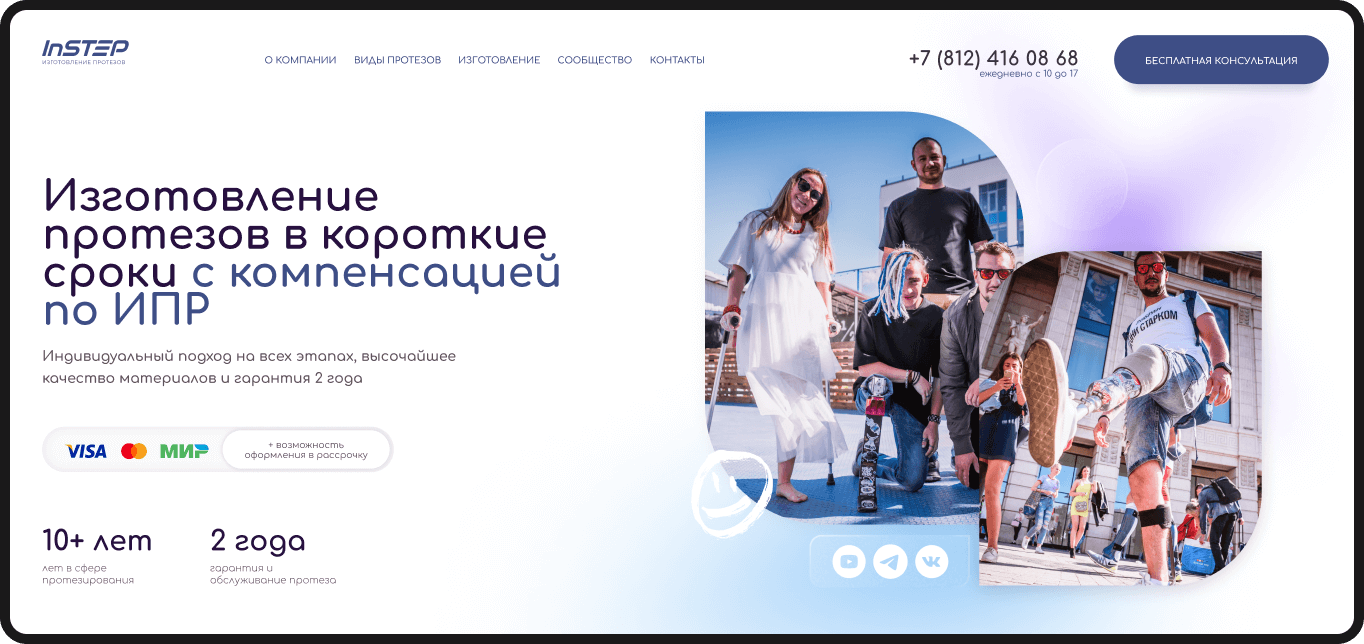 InSTEP
ИЗГОТОВЛЕНИЕ ПРОТЕЗОВ
О КОМПАНИИ ВИДЫ ПРОТЕЗОВ ИЗГОТОВЛЕНИЕ СООБЩЕСТВО КОНТАКТЫ
+7 (812) 416 08 68
ежедневно с 10 до 17
БЕСПЛАТНАЯ КОНСУЛЬТАЦИЯ
Изготовление
протезов в короткие
сроки с компенсацией
по ИПР
Индивидуальный подход на всех этапах, высочайшее
качество материалов и гарантия 2 года
VISA МИР
+ возможность
оформления в рассрочку
10+ лет
лет в сфере
протезирования
2 года
гарантия и
обслуживание протеза
СТАРКОМ